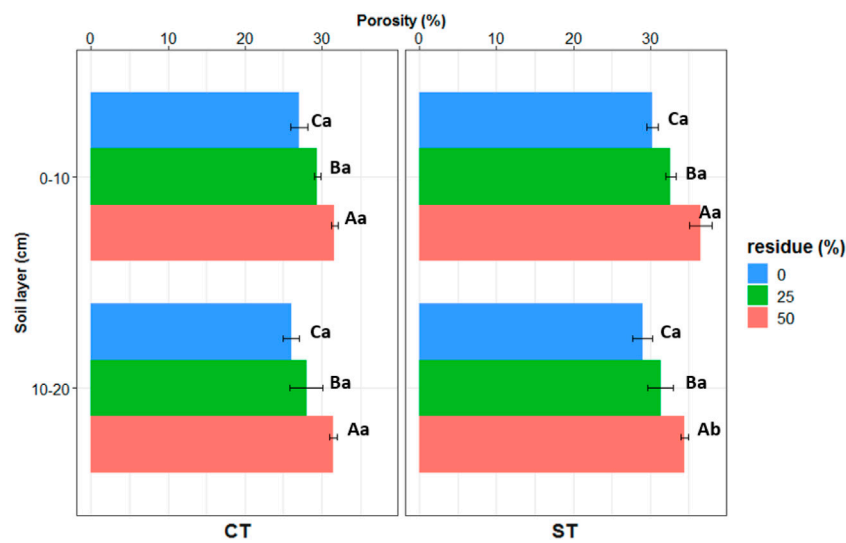 Porosity (%)
0 10 20 30 0 10 20 30
Soil layer (cm)
0-10
Ca
Ba
Aa
Ca
Ba
Aa
10-20
Ca
Ba
Aa
Ca
Ba
Ab
residue (%)
0
25
50
CT ST